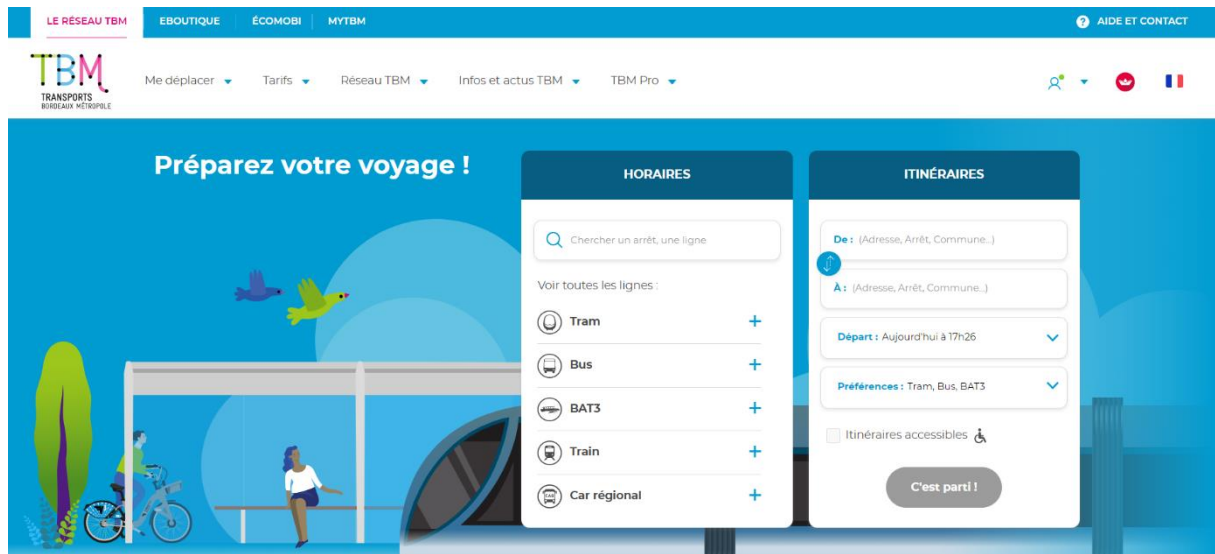 LE RÉSEAU TBM
EBOUTIQUE
ÉCOMOBI
MYTBM
? AIDE ET CONTACT
TBM
TRANSPORTS
BORDEAUX MÉTROPOLE
Me déplacer
Tarifs
Réseau TBM
Infos et actus TBM
TBM Pro
Préparez votre voyage !
HORAIRES
Chercher un arrêt, une ligne
Voir toutes les lignes :
Tram +
Bus +
BAT3 +
Train +
CAR Car régional +
ITINÉRAIRES
De : (Adresse, Arrêt, Commune...)
À : (Adresse, Arrêt, Commune...)
Départ : Aujourd'hui à 17h26
Préférences : Tram, Bus, BAT3
Itinéraires accessibles
C'est parti !